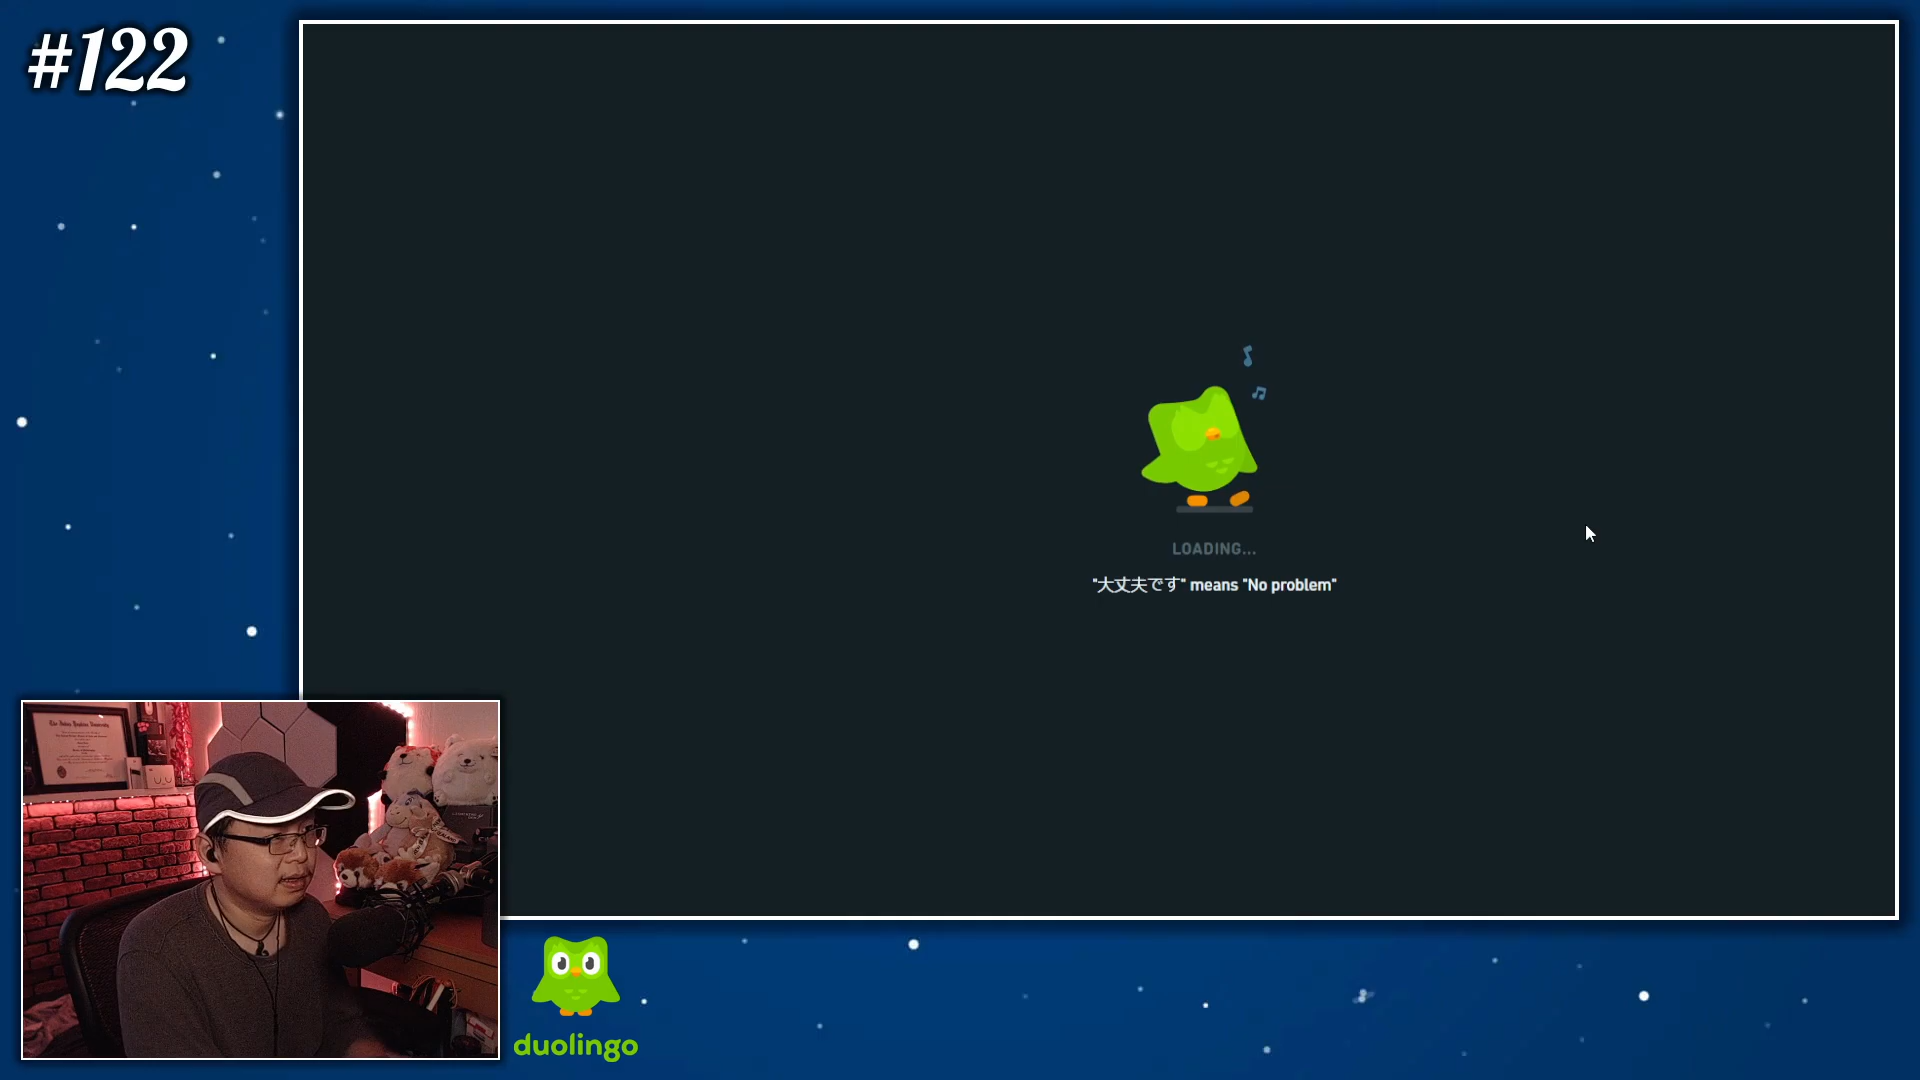 #122
LOADING...
"大丈夫です" means "No problem"
duolingo